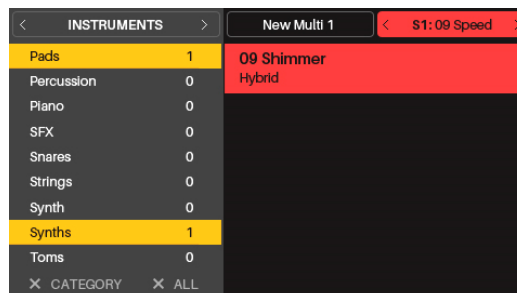 INSTRUMENTS
Pads 1
Percussion 0
Piano 0
SFX 0
Snares 0
Strings 0
Synth 0
Synths 1
Toms 0
CATEGORY ALL
New Multi 1
S1: 09 Speed
09 Shimmer
Hybrid